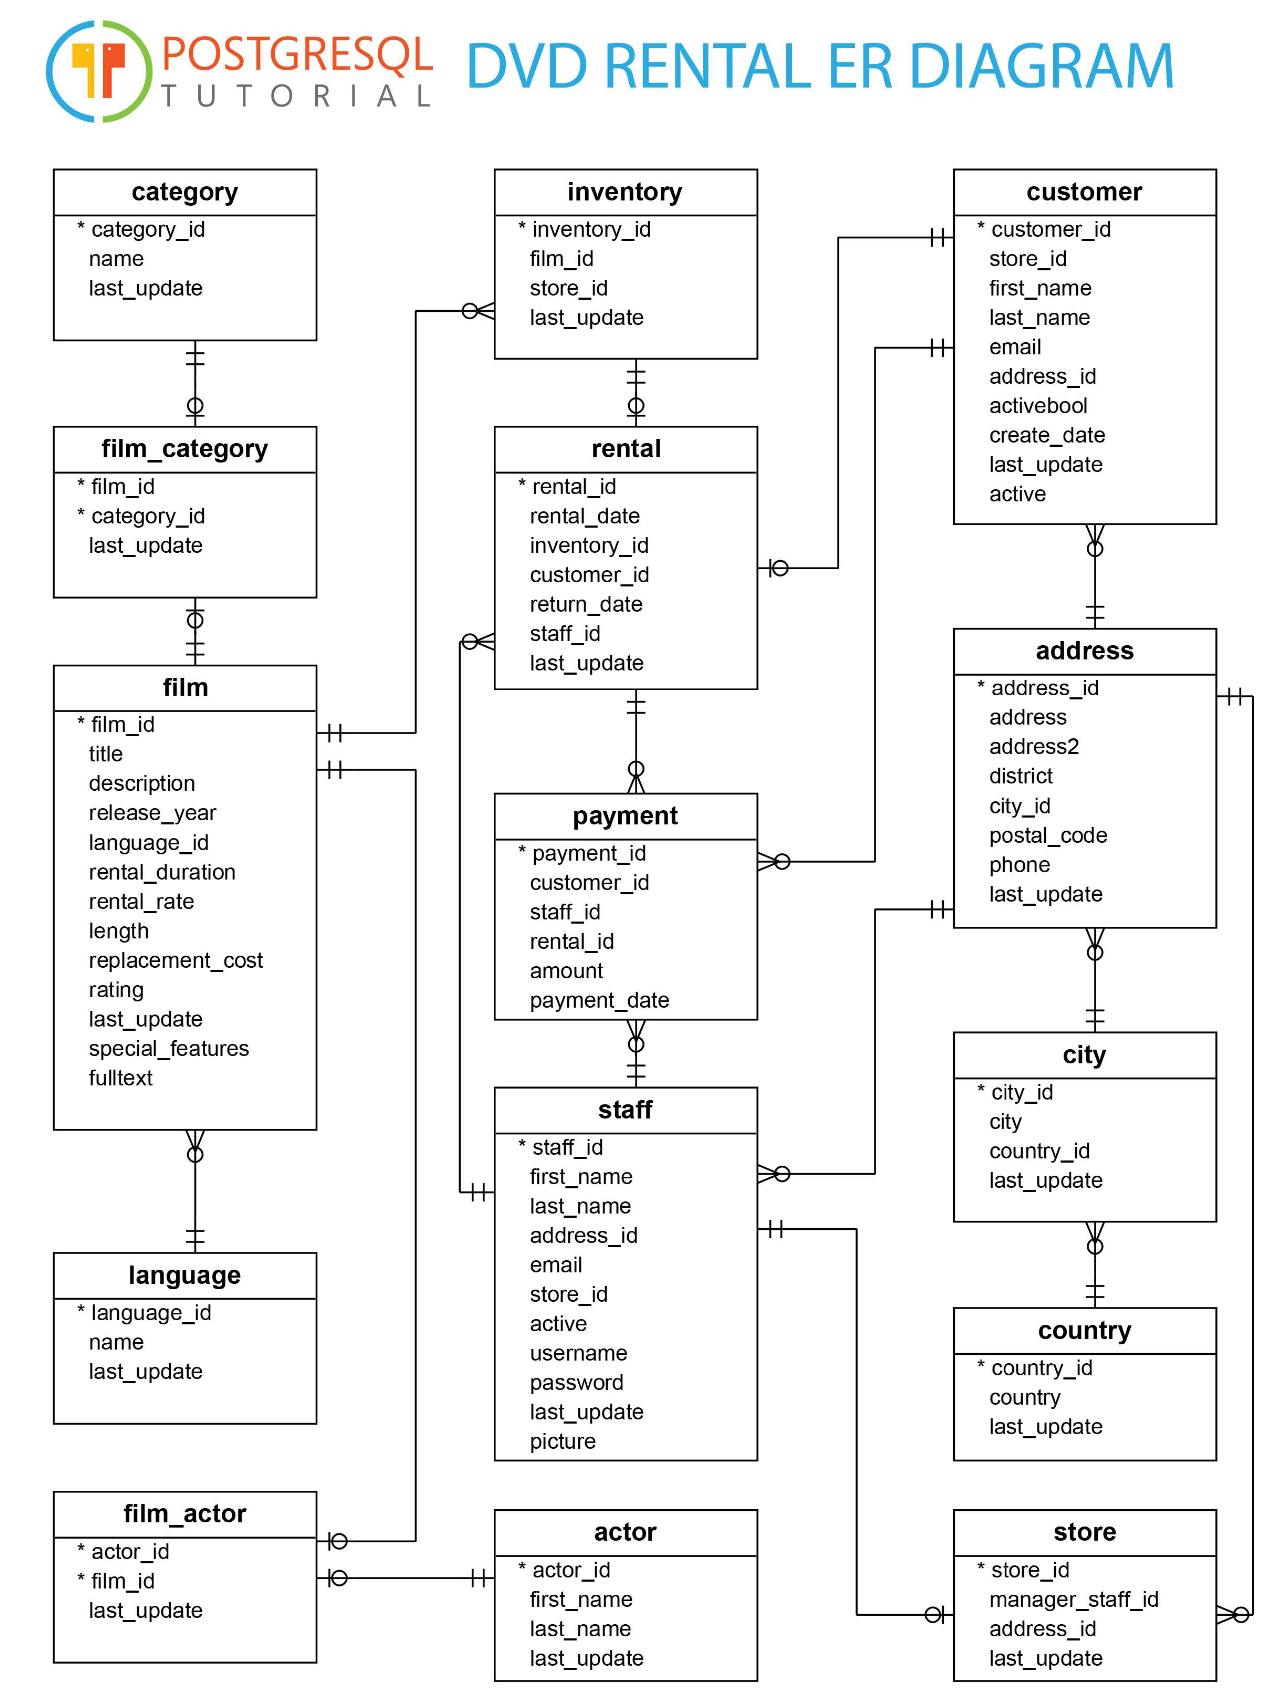 POSTGRESQL
TUTORIAL
DVD RENTAL ER DIAGRAM
category
* category_id
name
last_update
film_category
* film_id
* category_id
last_update
film
* film_id
title
description
release_year
language_id
rental_duration
rental_rate
length
replacement_cost
rating
last_update
special_features
fulltext
language
* language_id
name
last_update
film_actor
* actor_id
* film_id
last_update
inventory
* inventory_id
film_id
store_id
last_update
rental
* rental_id
rental_date
inventory_id
customer_id
return_date
staff_id
last_update
payment
* payment_id
customer_id
staff_id
rental_id
amount
payment_date
staff
* staff_id
first_name
last_name
address_id
email
store_id
active
username
password
last_update
picture
actor
* actor_id
first_name
last_name
last_update
customer
* customer_id
store_id
first_name
last_name
email
address_id
activebool
create_date
last_update
active
address
* address_id
address
address2
district
city_id
postal_code
phone
last_update
city
* city_id
city
country_id
last_update
country
* country_id
country
last_update
store
* store_id
manager_staff_id
address_id
last_update